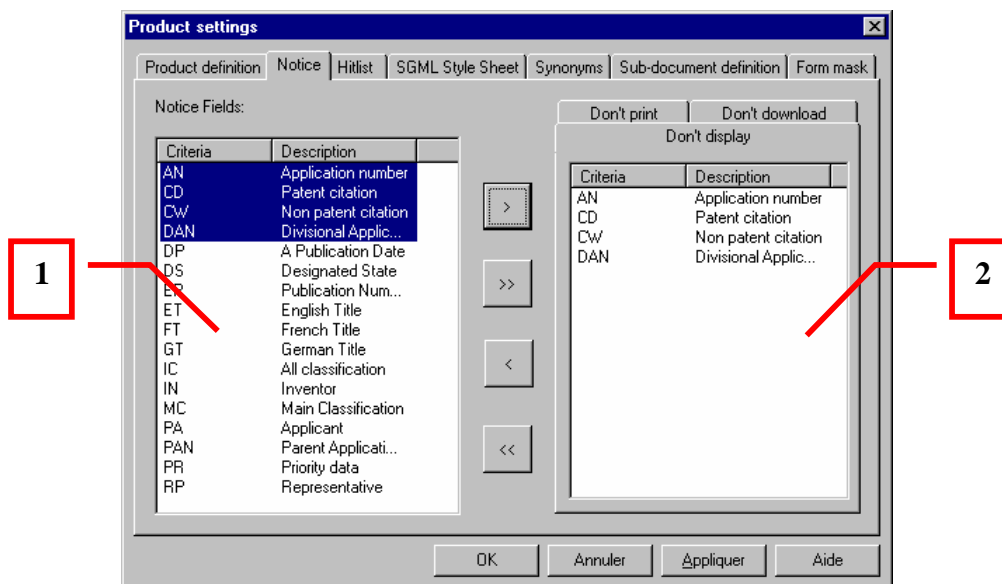 Product settings
Product definition Notice Hitlist SGML Style Sheet Synonyms Sub-document definition Form mask
Notice Fields:
Don't print Don't download
Don't display
Criteria Description
AN Application number
CD Patent citation
CW Non patent citation
DAN Divisional Applic...
DP A Publication Date
DS Designated State
EP Publication Num...
ET English Title
FT French Title
GT German Title
IC All classification
IN Inventor
MC Main Classification
PA Applicant
PAN Parent Applicati...
PR Priority data
RP Representative
>
>>
<
<<
Criteria Description
AN Application number
CD Patent citation
CW Non patent citation
DAN Divisional Applic...
1
2
OK Annuler Appliquer Aide